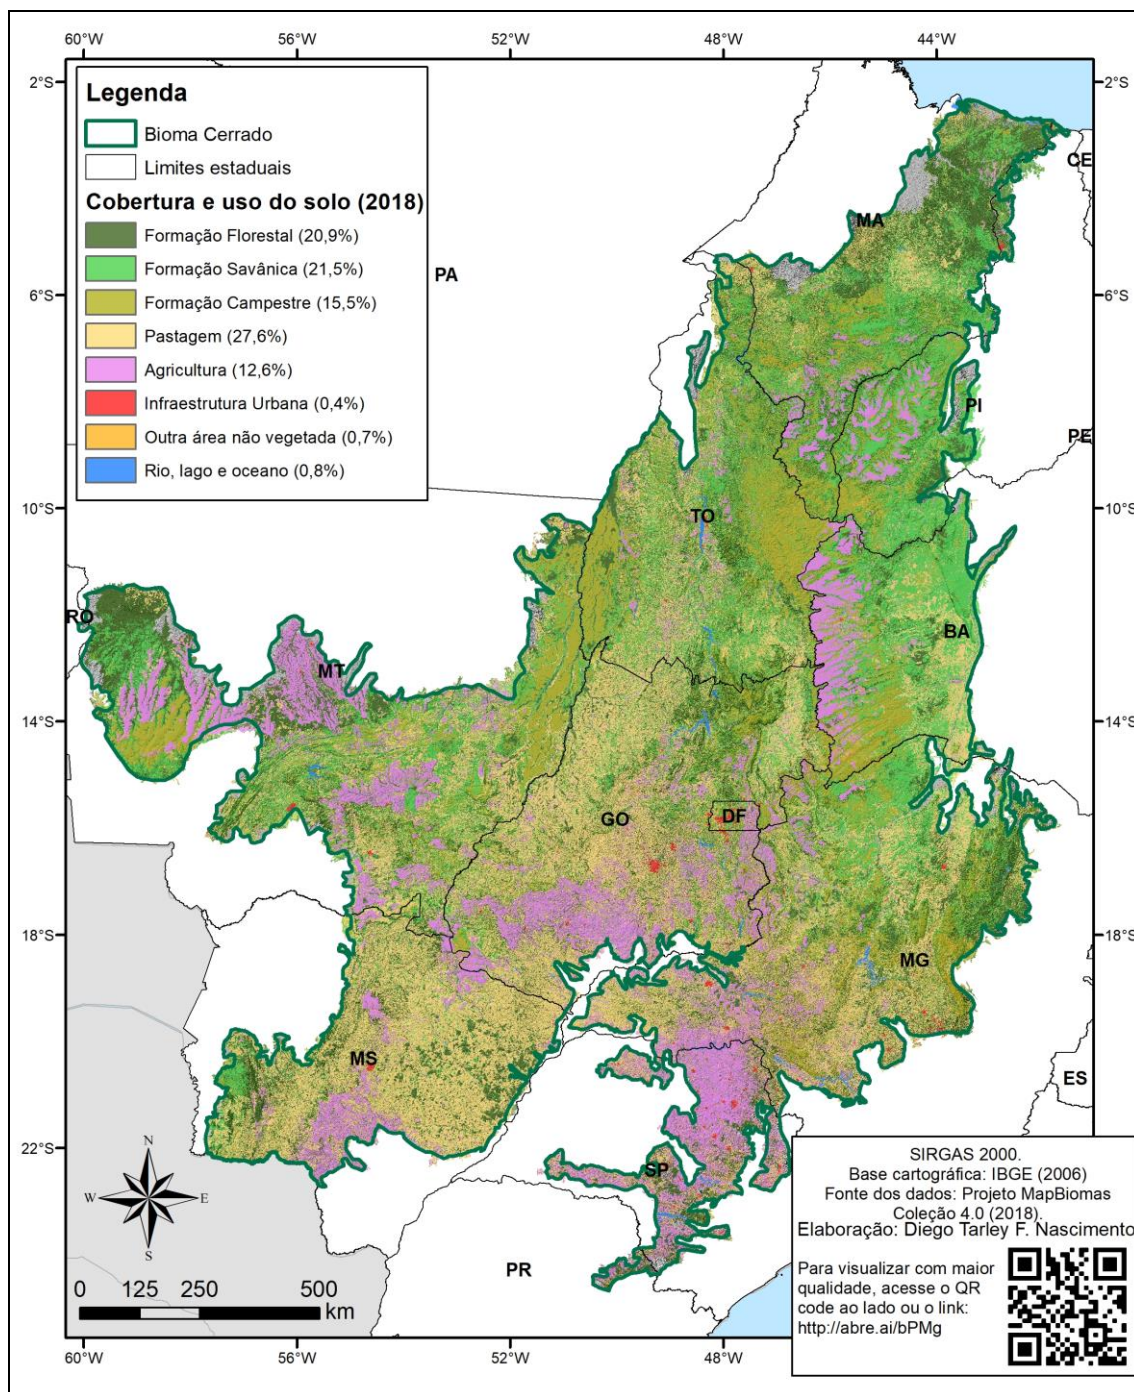 60°W
56°W
52°W
48°W
44°W
2°S
2°S
Legenda
Bioma Cerrado
Limites estaduais
Cobertura e uso do solo (2018)
Formação Florestal (20,9%)
Formação Savânica (21,5%)
Formação Campestre (15,5%)
Pastagem (27,6%)
Agricultura (12,6%)
Infraestrutura Urbana (0,4%)
Outra área não vegetada (0,7%)
Rio, lago e oceano (0,8%)
CE
MA
PA
6°S
6°S
PI
PE
10°S
TO
10°S
RO
BA
MT
14°S
14°S
GO
DF
18°S
18°S
MG
MS
ES
22°S
SP
N
W
E
S
PR
0
125
250
500
km
SIRGAS 2000.
Base cartográfica: IBGE (2006)
Fonte dos dados: Projeto MapBiomas
Coleção 4.0 (2018).
Elaboração: Diego Tarley F. Nascimento
Para visualizar com maior
qualidade, acesse o QR
code ao lado ou o link:
http://abre.ai/bPMg
60°W
56°W
52°W
48°W